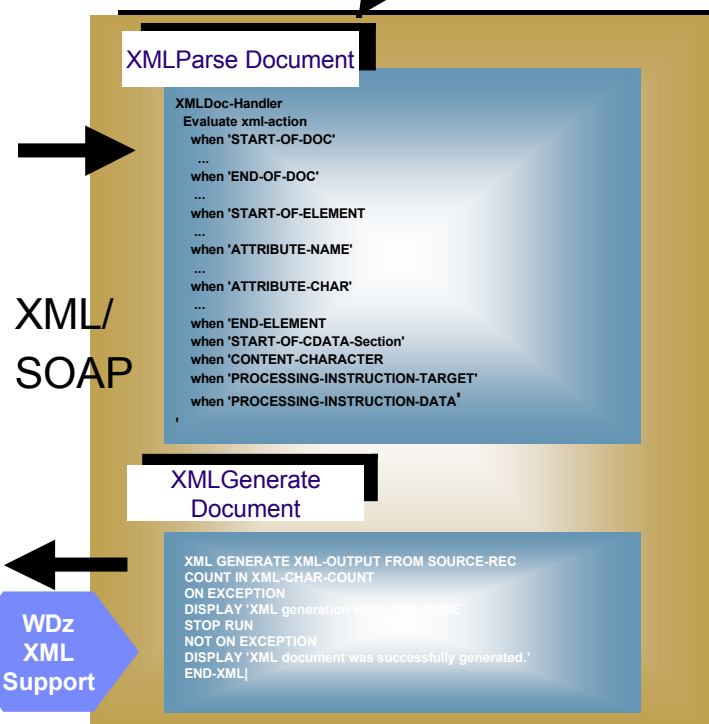 XMLParse Document
XMLDoc-Handler
Evaluate xml-action
when 'START-OF-DOC'
...
when 'END-OF-DOC'
...
when 'START-OF-ELEMENT
...
when 'ATTRIBUTE-NAME'
...
when 'ATTRIBUTE-CHAR'
...
when 'END-ELEMENT
when 'START-OF-CDATA-Section'
when 'CONTENT-CHARACTER
when 'PROCESSING-INSTRUCTION-TARGET'
when 'PROCESSING-INSTRUCTION-DATA'
'
XML/
SOAP
XMLGenerate
Document
XML GENERATE XML-OUTPUT FROM SOURCE-REC
COUNT IN XML-CHAR-COUNT
ON EXCEPTION
DISPLAY 'XML generation error 'XML-CODE
STOP RUN
NOT ON EXCEPTION
DISPLAY 'XML document was successfully generated.'
END-XML|
WDz
XML
Support